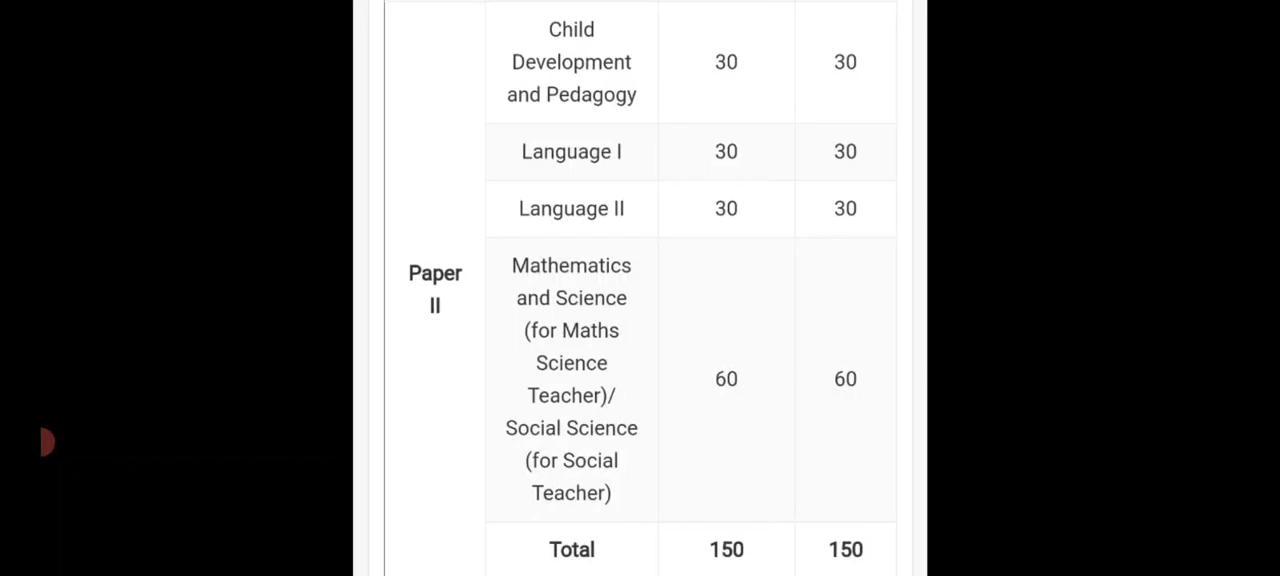 Paper
II
Child
Development
and Pedagogy
30
30
Language I
30
30
Language II
30
30
Mathematics
and Science
(for Maths
Science
Teacher)/
Social Science
(for Social
Teacher)
60
60
Total
150
150